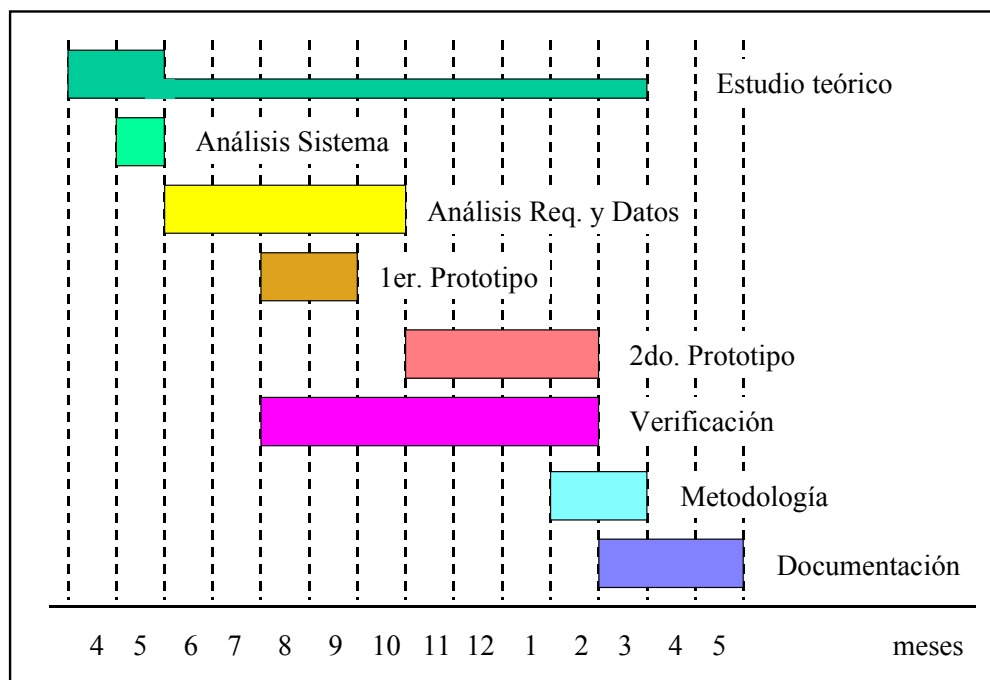 Estudio teórico
Análisis Sistema
Análisis Req. y Datos
1er. Prototipo
2do. Prototipo
Verificación
Metodología
Documentación
4 5 6 7 8 9 10 11 12 1 2 3 4 5 meses